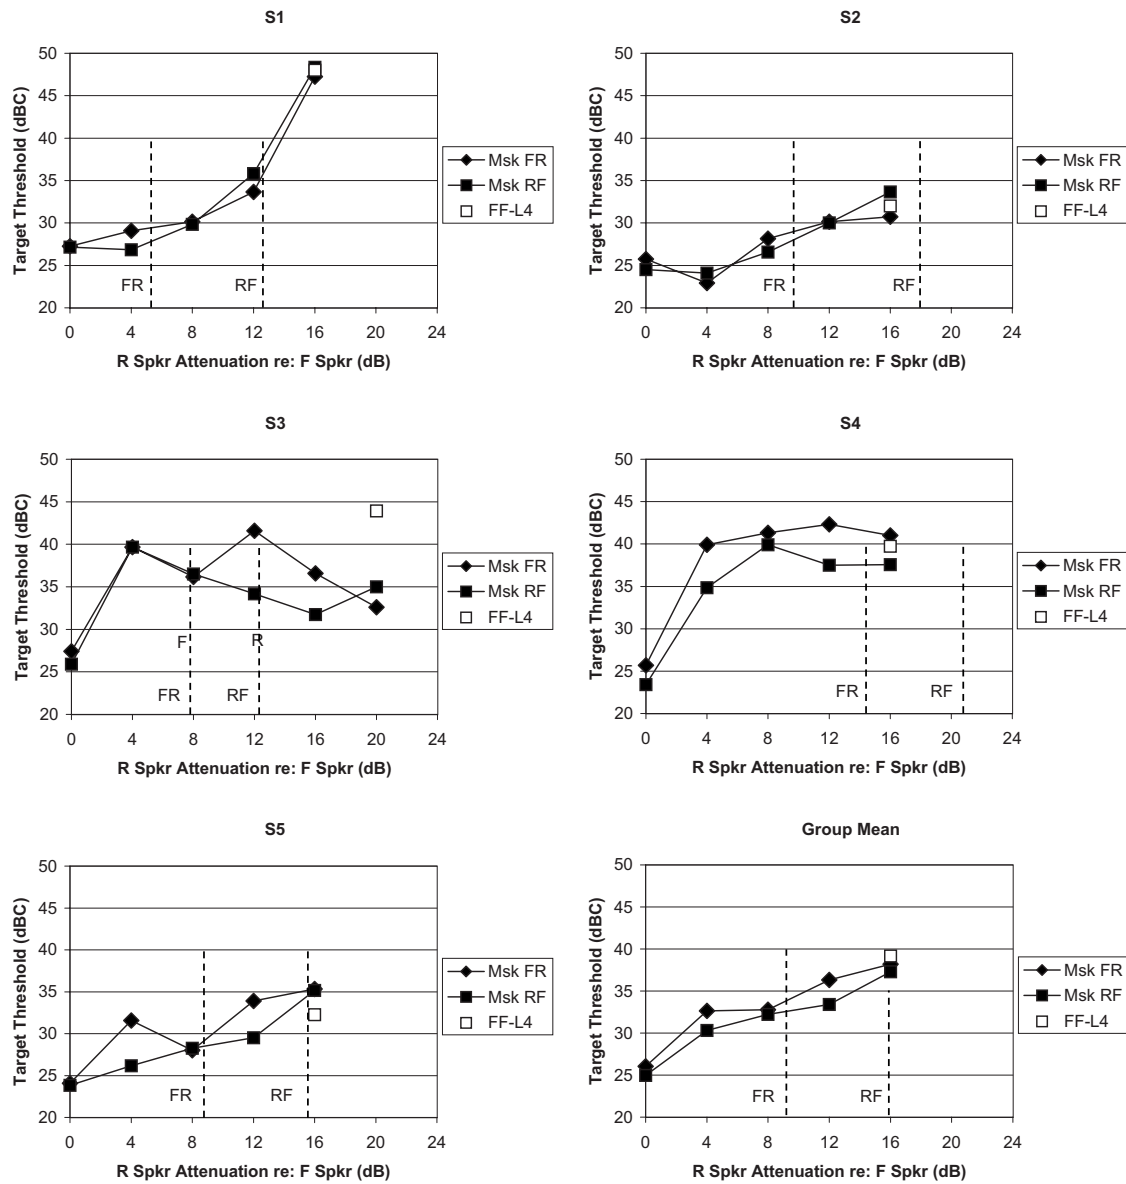 S1
Target Threshold (dBC)
50
45
40
35
30
25
20
FR
RF
0 4 8 12 16 20 24
R Spkr Attenuation re: F Spkr (dB)
Msk FR
Msk RF
FF-L4
S2
Target Threshold (dBC)
50
45
40
35
30
25
20
FR
RF
0 4 8 12 16 20 24
R Spkr Attenuation re: F Spkr (dB)
Msk FR
Msk RF
FF-L4
S3
Target Threshold (dBC)
50
45
40
35
30
25
20
F
R
FR
RF
0 4 8 12 16 20 24
R Spkr Attenuation re: F Spkr (dB)
Msk FR
Msk RF
FF-L4
S4
Target Threshold (dBC)
50
45
40
35
30
25
20
FR
RF
0 4 8 12 16 20 24
R Spkr Attenuation re: F Spkr (dB)
Msk FR
Msk RF
FF-L4
S5
Target Threshold (dBC)
50
45
40
35
30
25
20
FR
RF
0 4 8 12 16 20 24
R Spkr Attenuation re: F Spkr (dB)
Msk FR
Msk RF
FF-L4
Group Mean
Target Threshold (dBC)
50
45
40
35
30
25
20
FR
RF
0 4 8 12 16 20 24
R Spkr Attenuation re: F Spkr (dB)
Msk FR
Msk RF
FF-L4